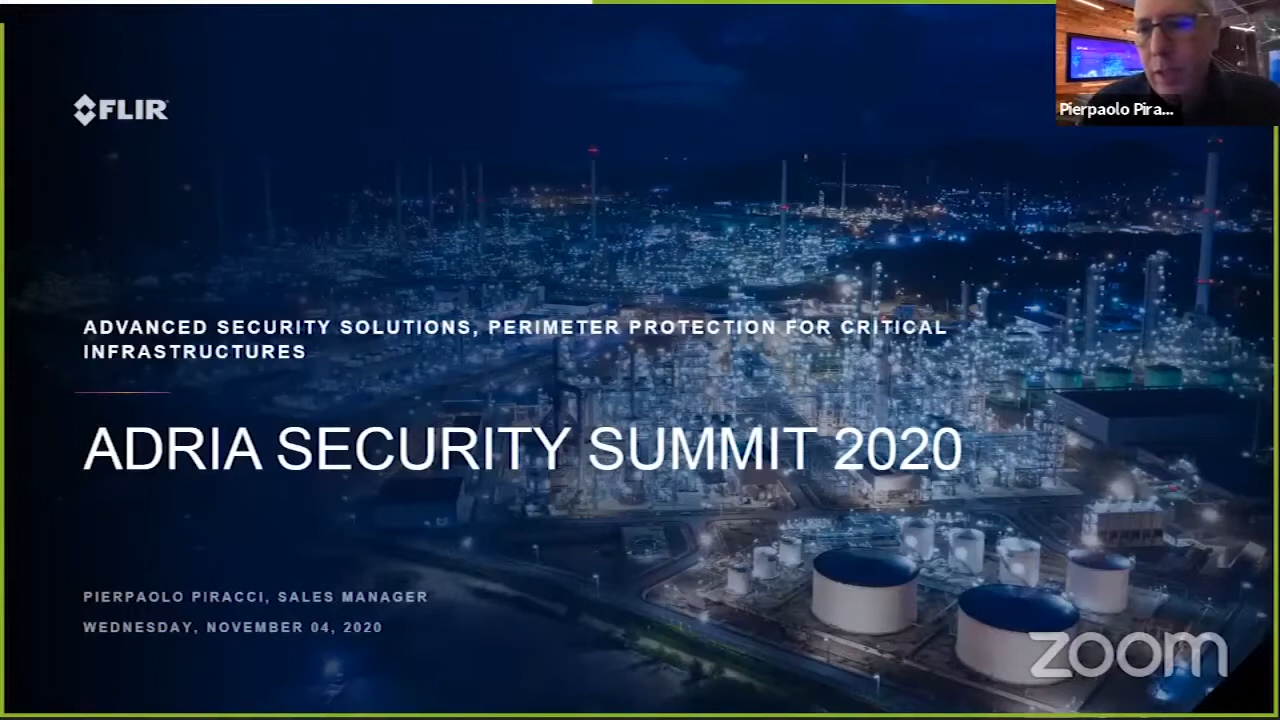 FLIR
Pierpaolo Pira...
ADVANCED SECURITY SOLUTIONS, PERIMETER PROTECTION FOR CRITICAL
INFRASTRUCTURES
ADRIA SECURITY SUMMIT 2020
PIERPAOLO PIRACCI, SALES MANAGER
WEDNESDAY, NOVEMBER 04, 2020
zoom